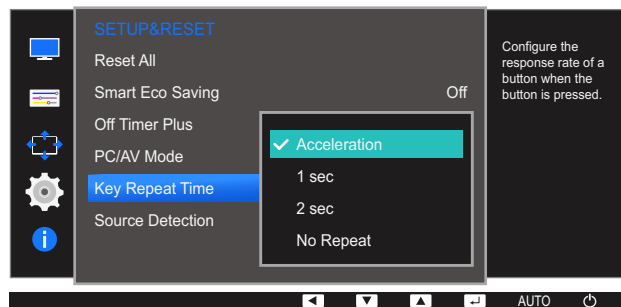 SETUP&RESET
Reset All
Smart Eco Saving Off
Off Timer Plus
PC/AV Mode
Key Repeat Time
Source Detection
Acceleration
1 sec
2 sec
No Repeat
Configure the
response rate of a
button when the
button is pressed.
AUTO